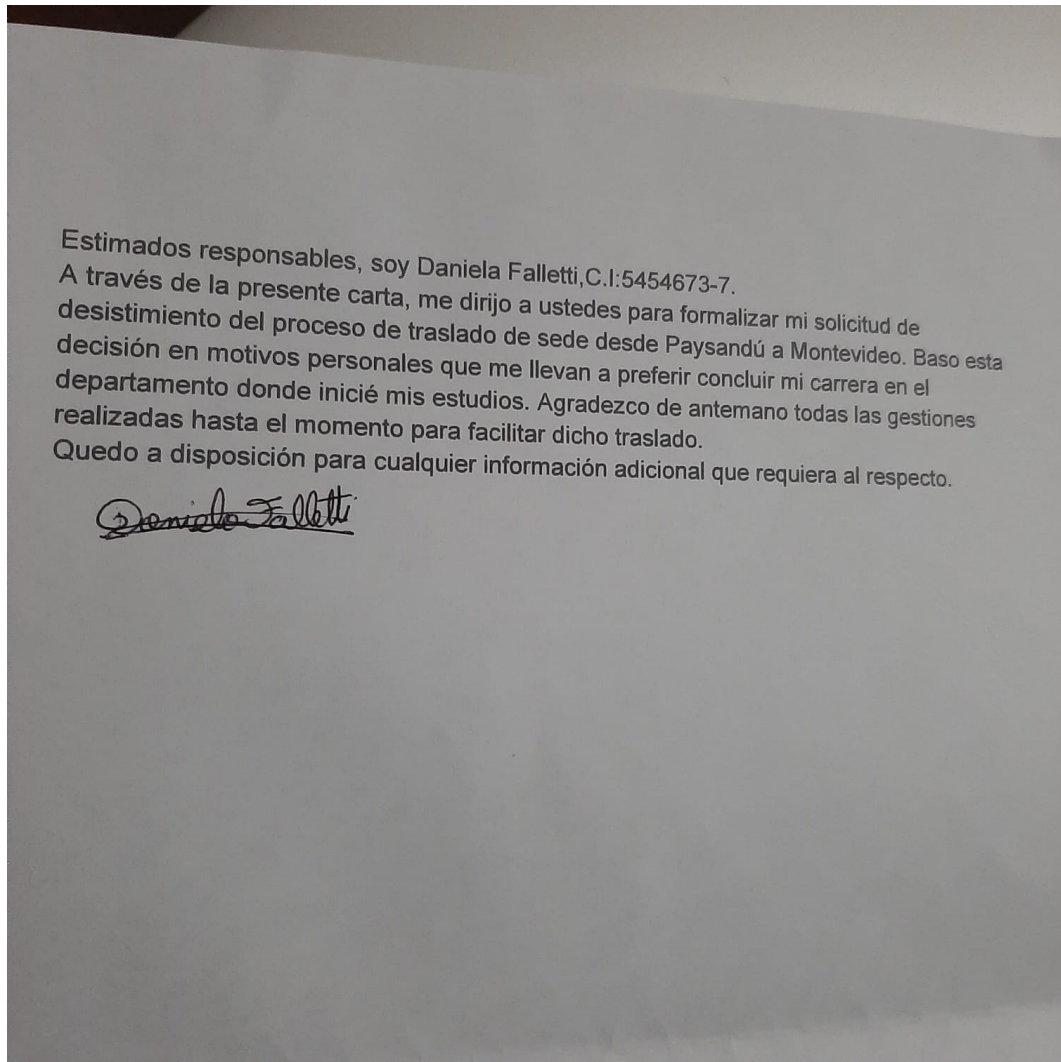 Estimados responsables, soy Daniela Falletti,C.I:5454673-7.
A través de la presente carta, me dirijo a ustedes para formalizar mi solicitud de
desistimiento del proceso de traslado de sede desde Paysandú a Montevideo. Baso esta
decisión en motivos personales que me llevan a preferir concluir mi carrera en el
departamento donde inicié mis estudios. Agradezco de antemano todas las gestiones
realizadas hasta el momento para facilitar dicho traslado.
Quedo a disposición para cualquier información adicional que requiera al respecto.
Daniela Falletti